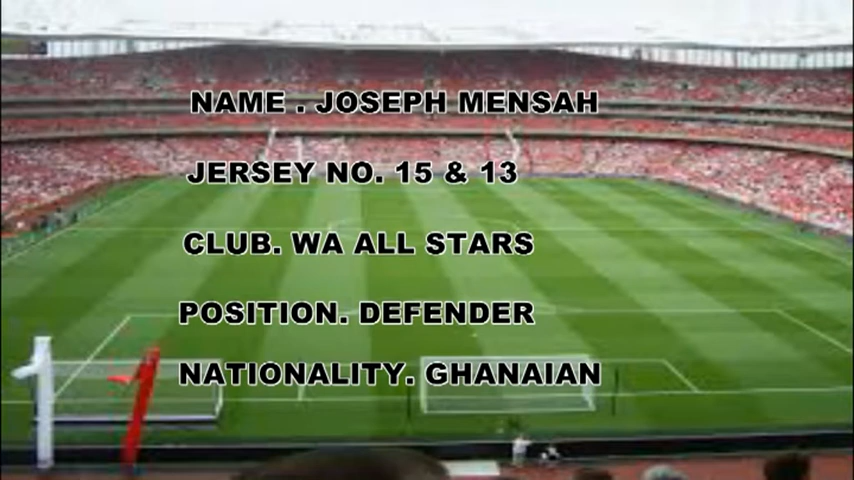 NAME . JOSEPH MENSAH
JERSEY NO. 15 & 13
CLUB. WA ALL STARS
POSITION. DEFENDER
NATIONALITY. GHANAIAN